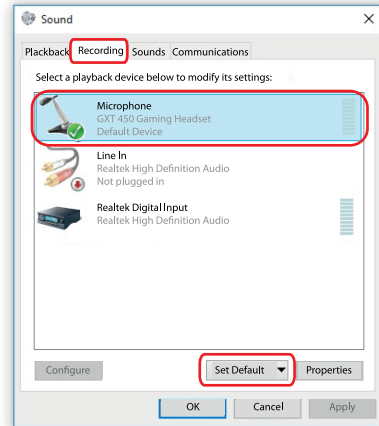 Sound
Plackback Recording Sounds Communications
Select a playback device below to modify its settings:
Microphone
GXT 450 Gaming Headset
Default Device
Line In
Realtek High Definition Audio
Not plugged in
Realtek Digital Input
Realtek High Definition Audio
Configure Set Default Properties
OK Cancel Apply